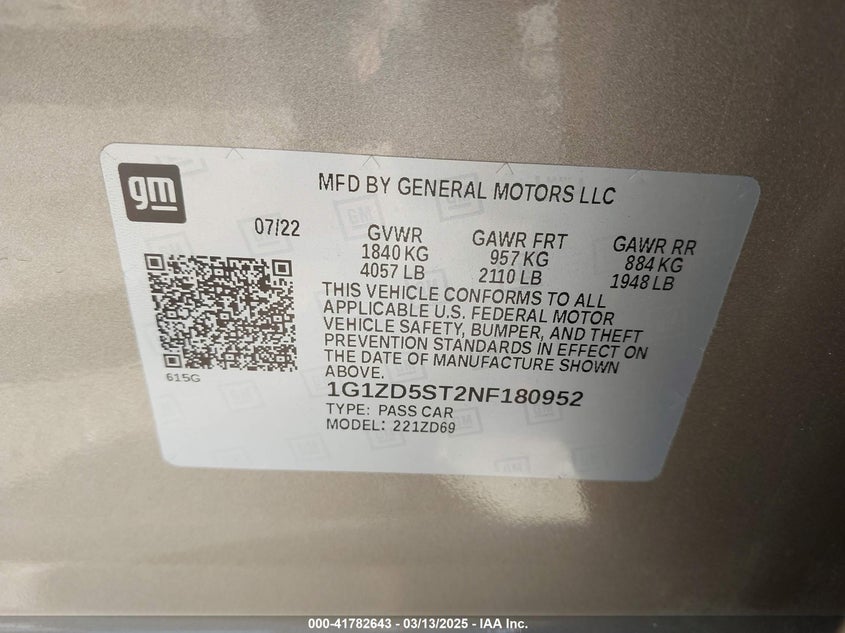 gm
MFD BY GENERAL MOTORS LLC
07/22
GVWR
1840 KG
4057 LB
GAWR FRT
957 KG
2110 LB
GAWR RR
884 KG
1948 LB
THIS VEHICLE CONFORMS TO ALL
APPLICABLE U.S. FEDERAL MOTOR
VEHICLE SAFETY, BUMPER, AND THEFT
PREVENTION STANDARDS IN EFFECT ON
THE DATE OF MANUFACTURE SHOWN
ABOVE.
615G
1G1ZD5ST2NF180952
TYPE: PASS CAR
MODEL: 221ZD69
000-41782643 - 03/13/2025 - IAA Inc.